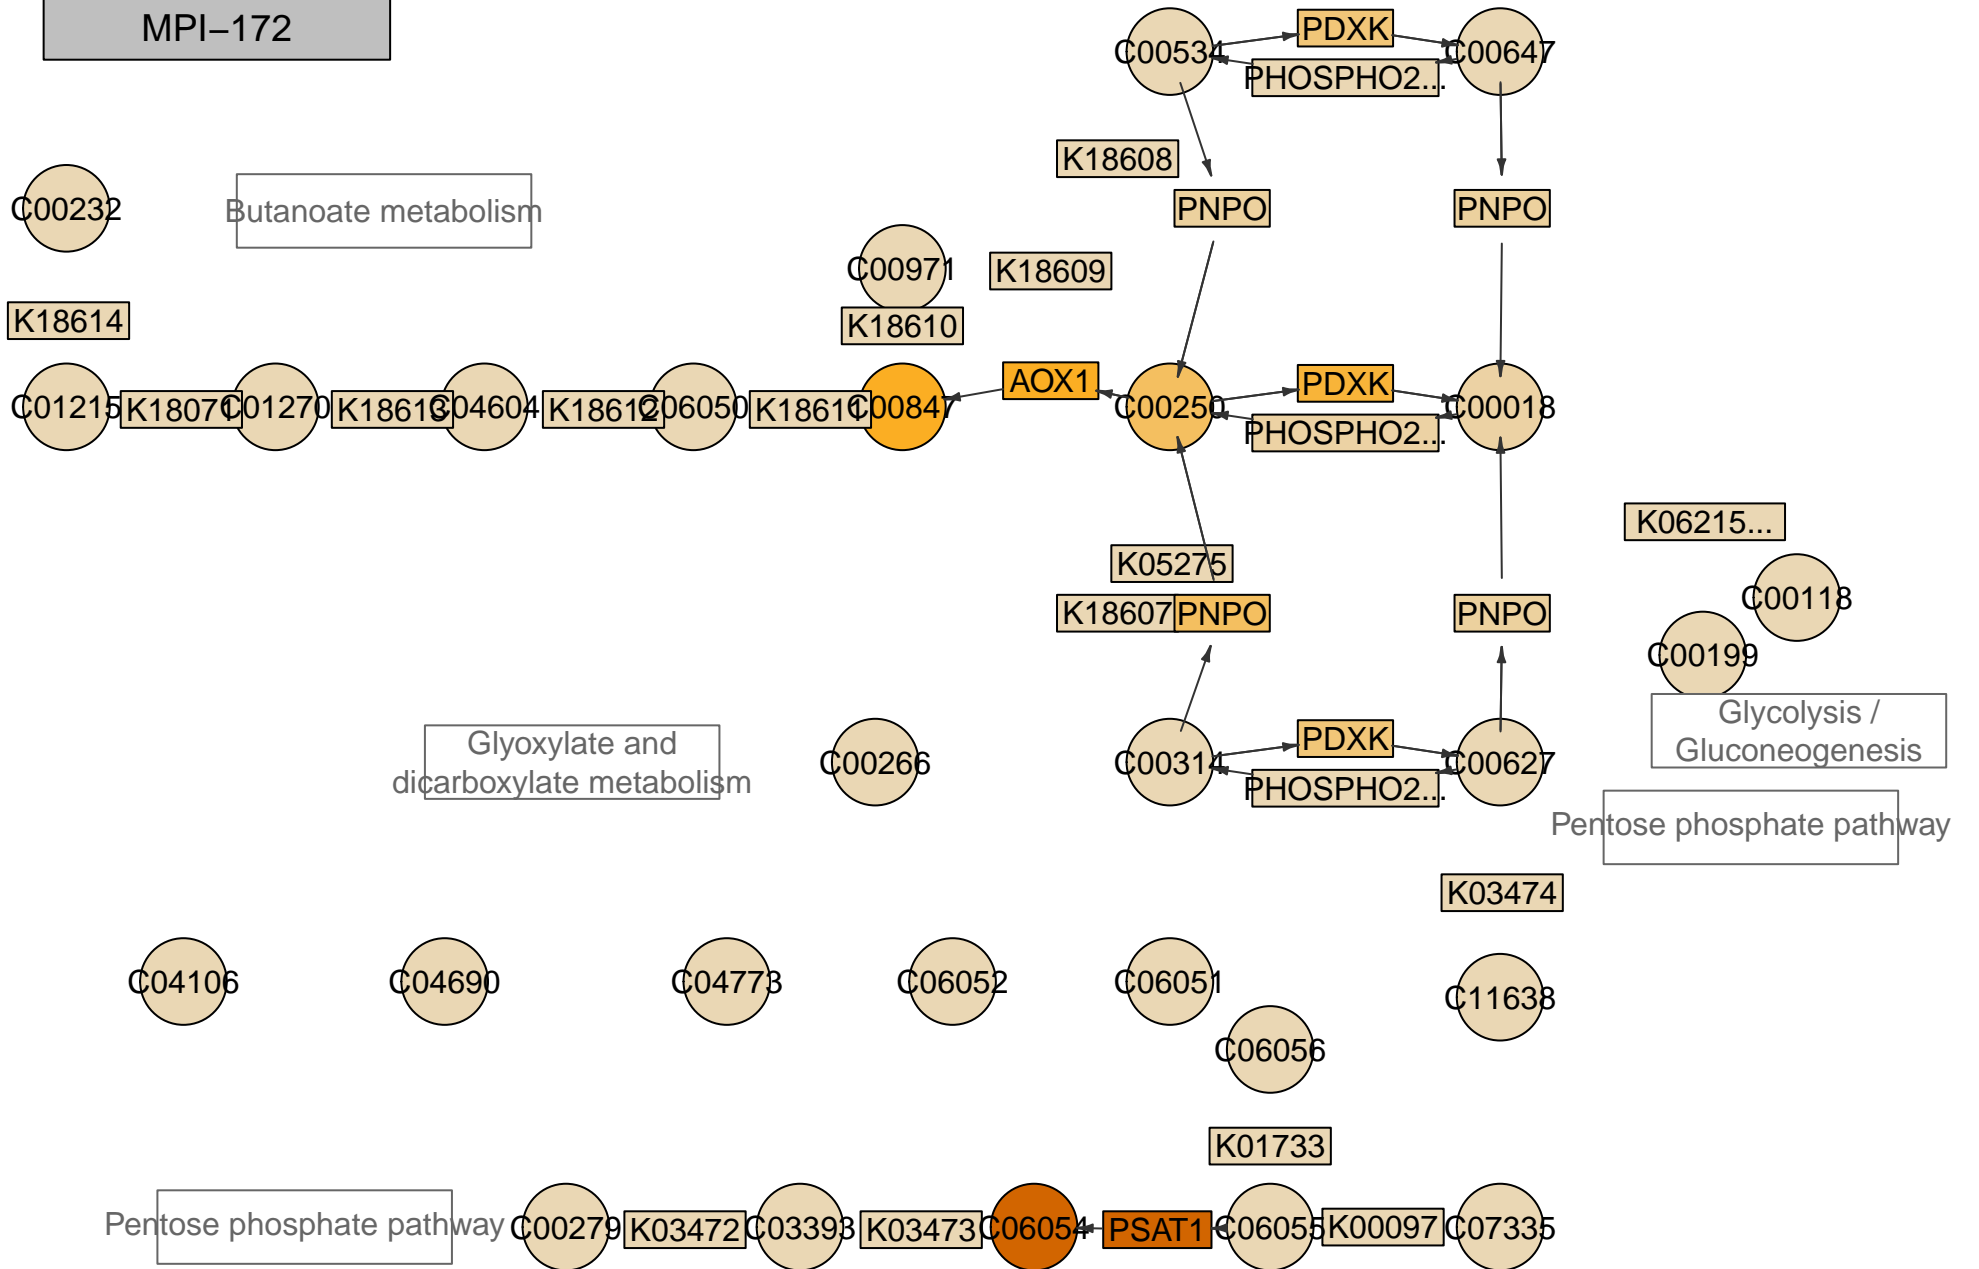 MPI−172
C00534
PDXK
C00647
PHOSPHO2...
K18608
C00232
Butanoate metabolism
PNPO
PNPO
C00971
K18609
K18614
K18610
C01215
K18071
C01270
K18613
C04604
K18612
C06050
K18611
C00847
AOX1
C00250
PDXK
C00018
PHOSPHO2...
K06215...
K05275
C00118
K18607
PNPO
PNPO
C00199
Glycolysis /
Gluconeogenesis
Glyoxylate and
dicarboxylate metabolism
C00266
C00314
PDXK
C00627
PHOSPHO2...
Pentose phosphate pathway
K03474
C04106
C04690
C04773
C06052
C06051
C11638
C06056
K01733
Pentose phosphate pathway
C00279
K03472
C03393
K03473
C06054
PSAT1
C06055
K00097
C07335